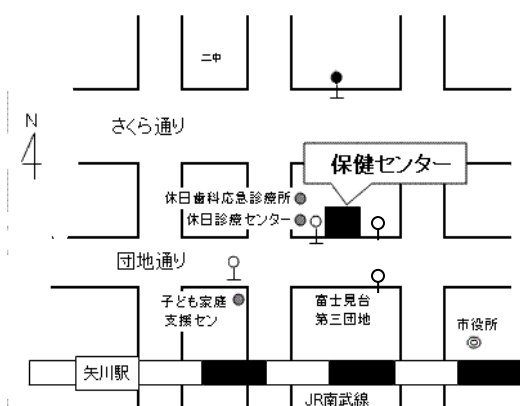 二中
N
さくら通り
保健センター
休日歯科応急診療所
休日診療センター
団地通り
子ども家庭
支援セン
富士見台
第三団地
市役所
矢川駅
JR南武線